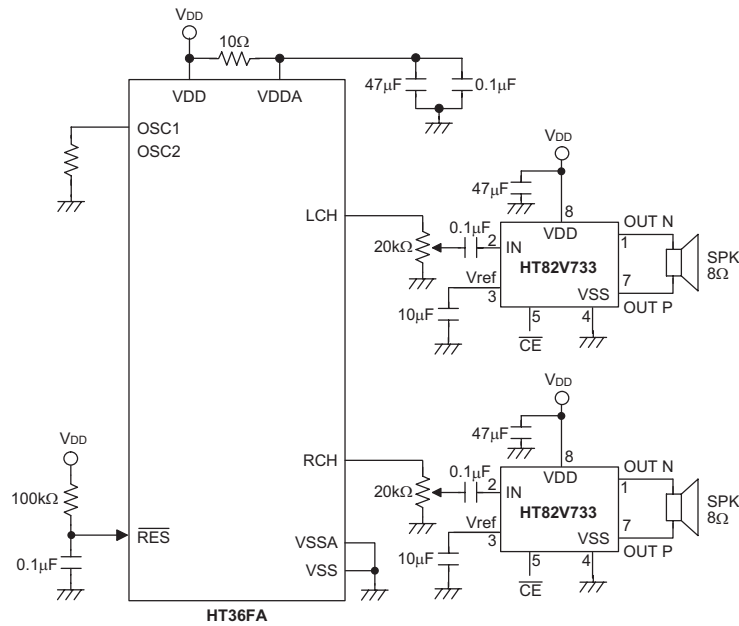 VDD
10Ω
VDD
VDDA
47µF
0.1µF
OSC1
OSC2
LCH
20kΩ
0.1µF
VDD
47µF
8
VDD
2
IN
HT82V733
Vref
3
10µF
5
CE
VSS
4
OUT N
1
7
OUT P
SPK
8Ω
VDD
100kΩ
0.1µF
RES
RCH
20kΩ
0.1µF
VDD
47µF
8
VDD
2
IN
HT82V733
Vref
3
10µF
5
CE
VSS
4
OUT N
1
7
OUT P
SPK
8Ω
VSSA
VSS
HT36FA